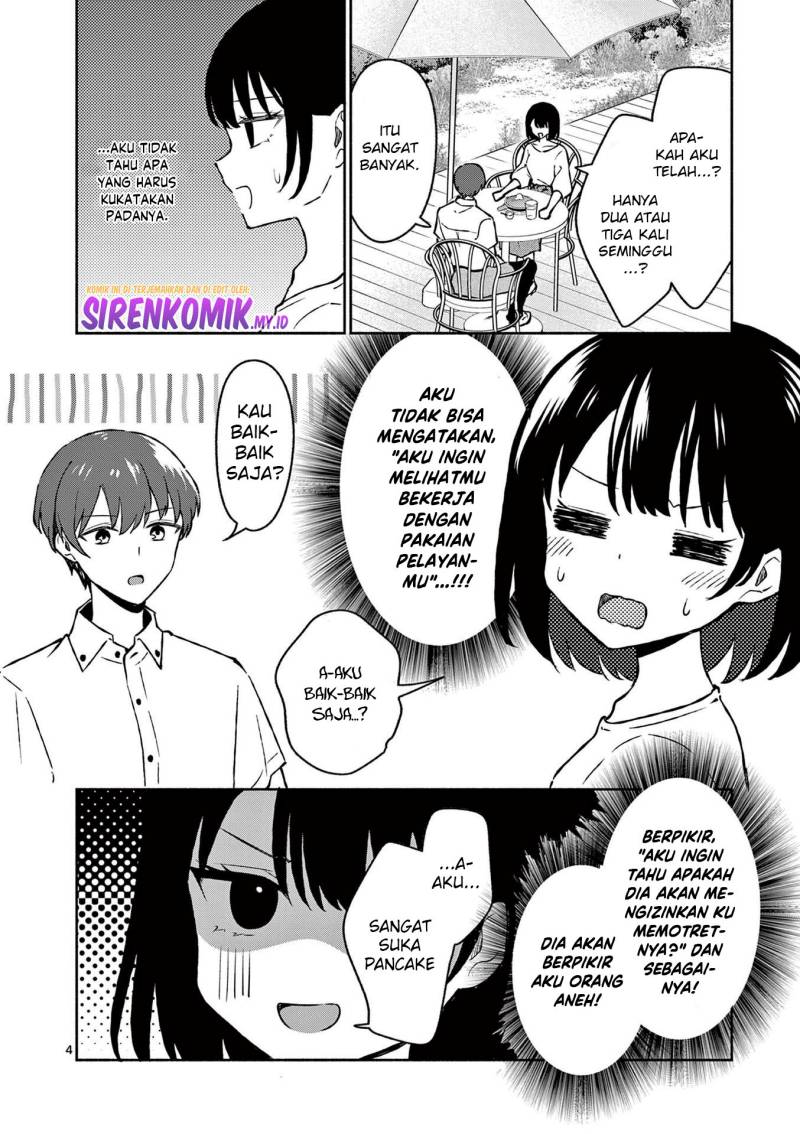 APA-
KAH AKU
TELAH...?
HANYA
DUA ATAU
TIGA KALI
SEMINGGU
...?
ITU
SANGAT
BANYAK.
...AKU TIDAK
TAHU APA
YANG HARUS
KUKATAKAN
PADANYA.
KOMIK INI DI TERJEMAHKAN DAN DI EDIT OLEH:
SIRENKOMIK.MY.ID
AKU
TIDAK BISA
MENGATAKAN,
"AKU INGIN
MELIHATMU
BEKERJA
DENGAN
PAKAIAN
PELAYAN-
MU"...!!!
KAU
BAIK-
BAIK
SAJA?
A-AKU
BAIK-BAIK
SAJA...?
BERPIKIR,
"AKU INGIN
TAHU APAKAH
DIA AKAN ME-
NGIZINKAN KU
MEMOTRET-
NYA?" DAN
SEBAGAI-
NYA!
DIA AKAN
BERPIKIR
AKU ORANG
ANEH!
...A-
AKU...
SANGAT
SUKA
PANCAKE
4